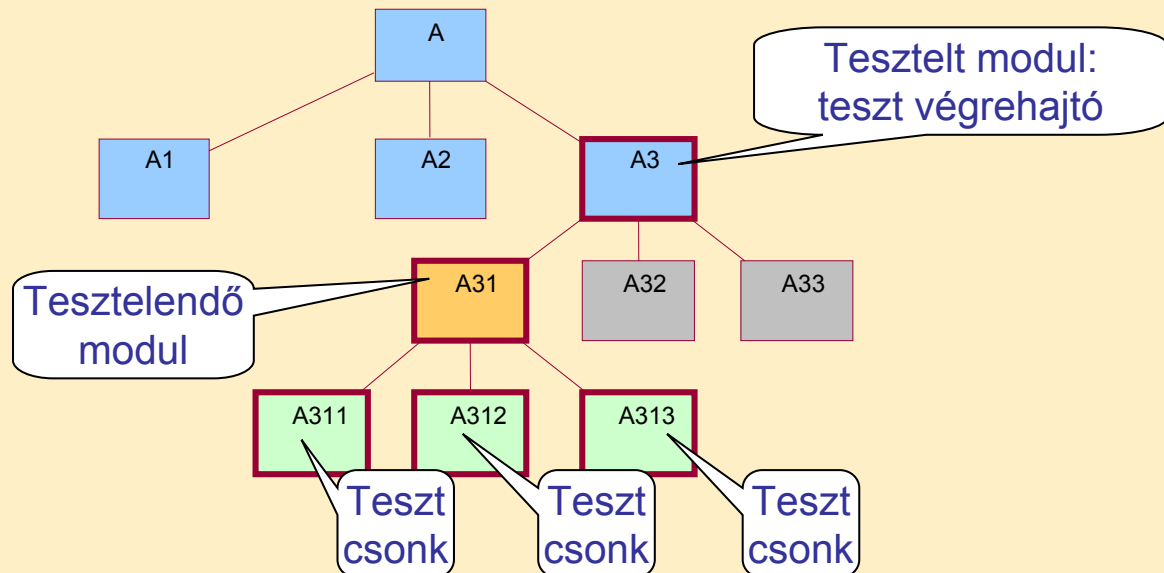 A
Tesztelt modul:
teszt végrehajtó
A1
A2
A3
A31
A32
A33
Tesztelendő
modul
A311
A312
A313
Teszt
csonk
Teszt
csonk
Teszt
csonk